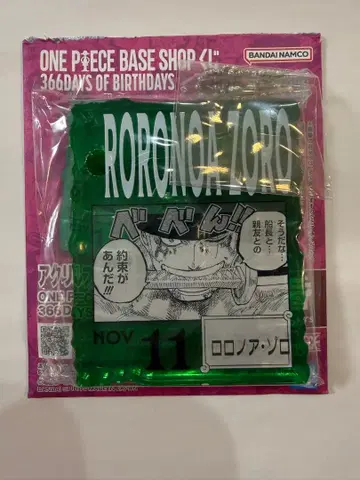 ONE PIECE BASE SHOP
366DAYS OF BIRTHDAYS
BANDAI NAMCO
RORONOA ZORO
べべん!!
そうだな…
船長と…
親友との
約束が
あんだ!!!
アクリル
ONE PIECE
366DAYS
NOV 11
ロロノア・ゾロ